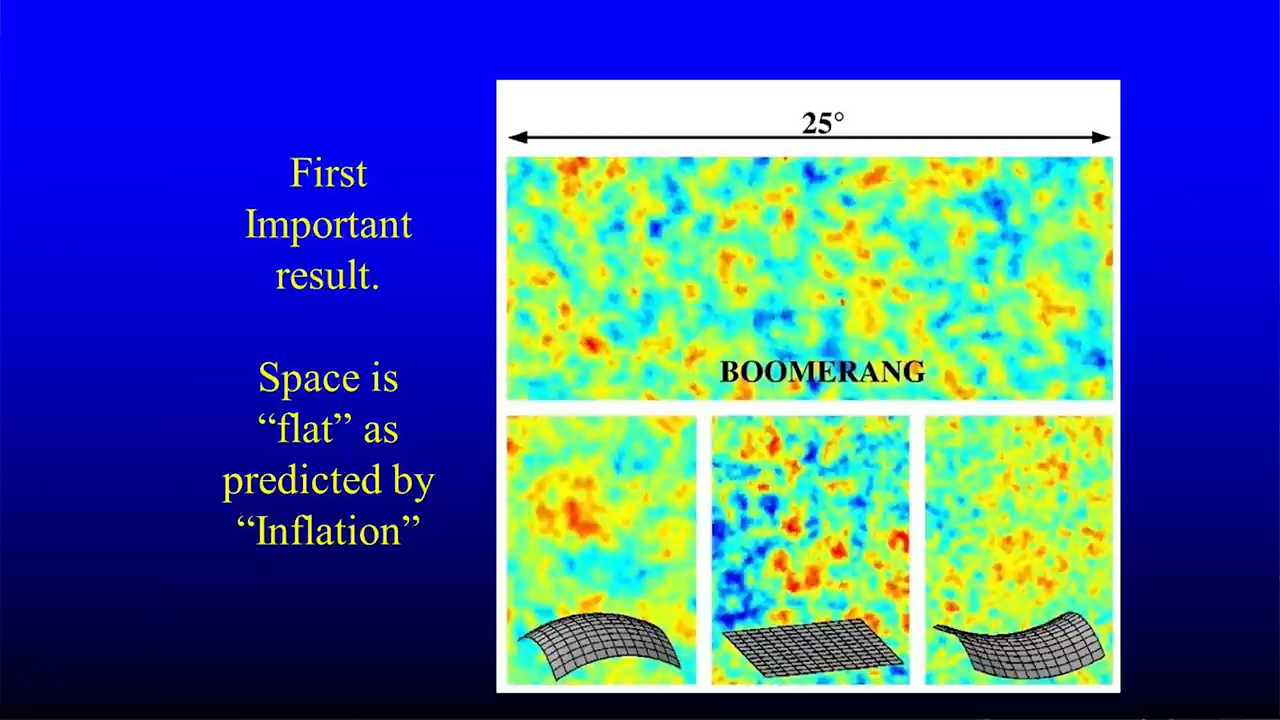 First
Important
result.
Space is
“flat” as
predicted by
“Inflation”
25°
BOOMERANG